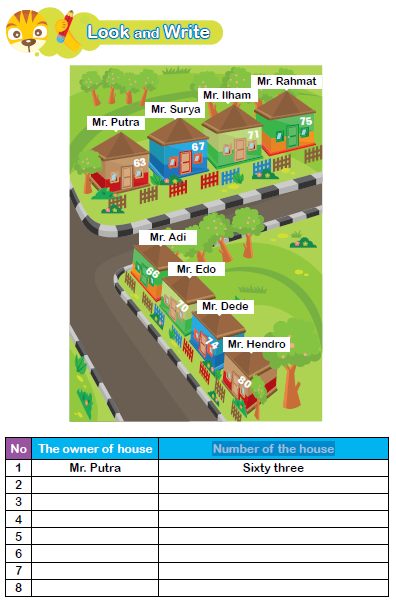 Look and Write
Mr. Rahmat
Mr. Ilham
Mr. Surya
Mr. Putra
75
71
67
63
Mr. Adi
Mr. Edo
Mr. Dede
Mr. Hendro
66
70
74
80
No The owner of house Number of the house
1 Mr. Putra Sixty three
2
3
4
5
6
7
8